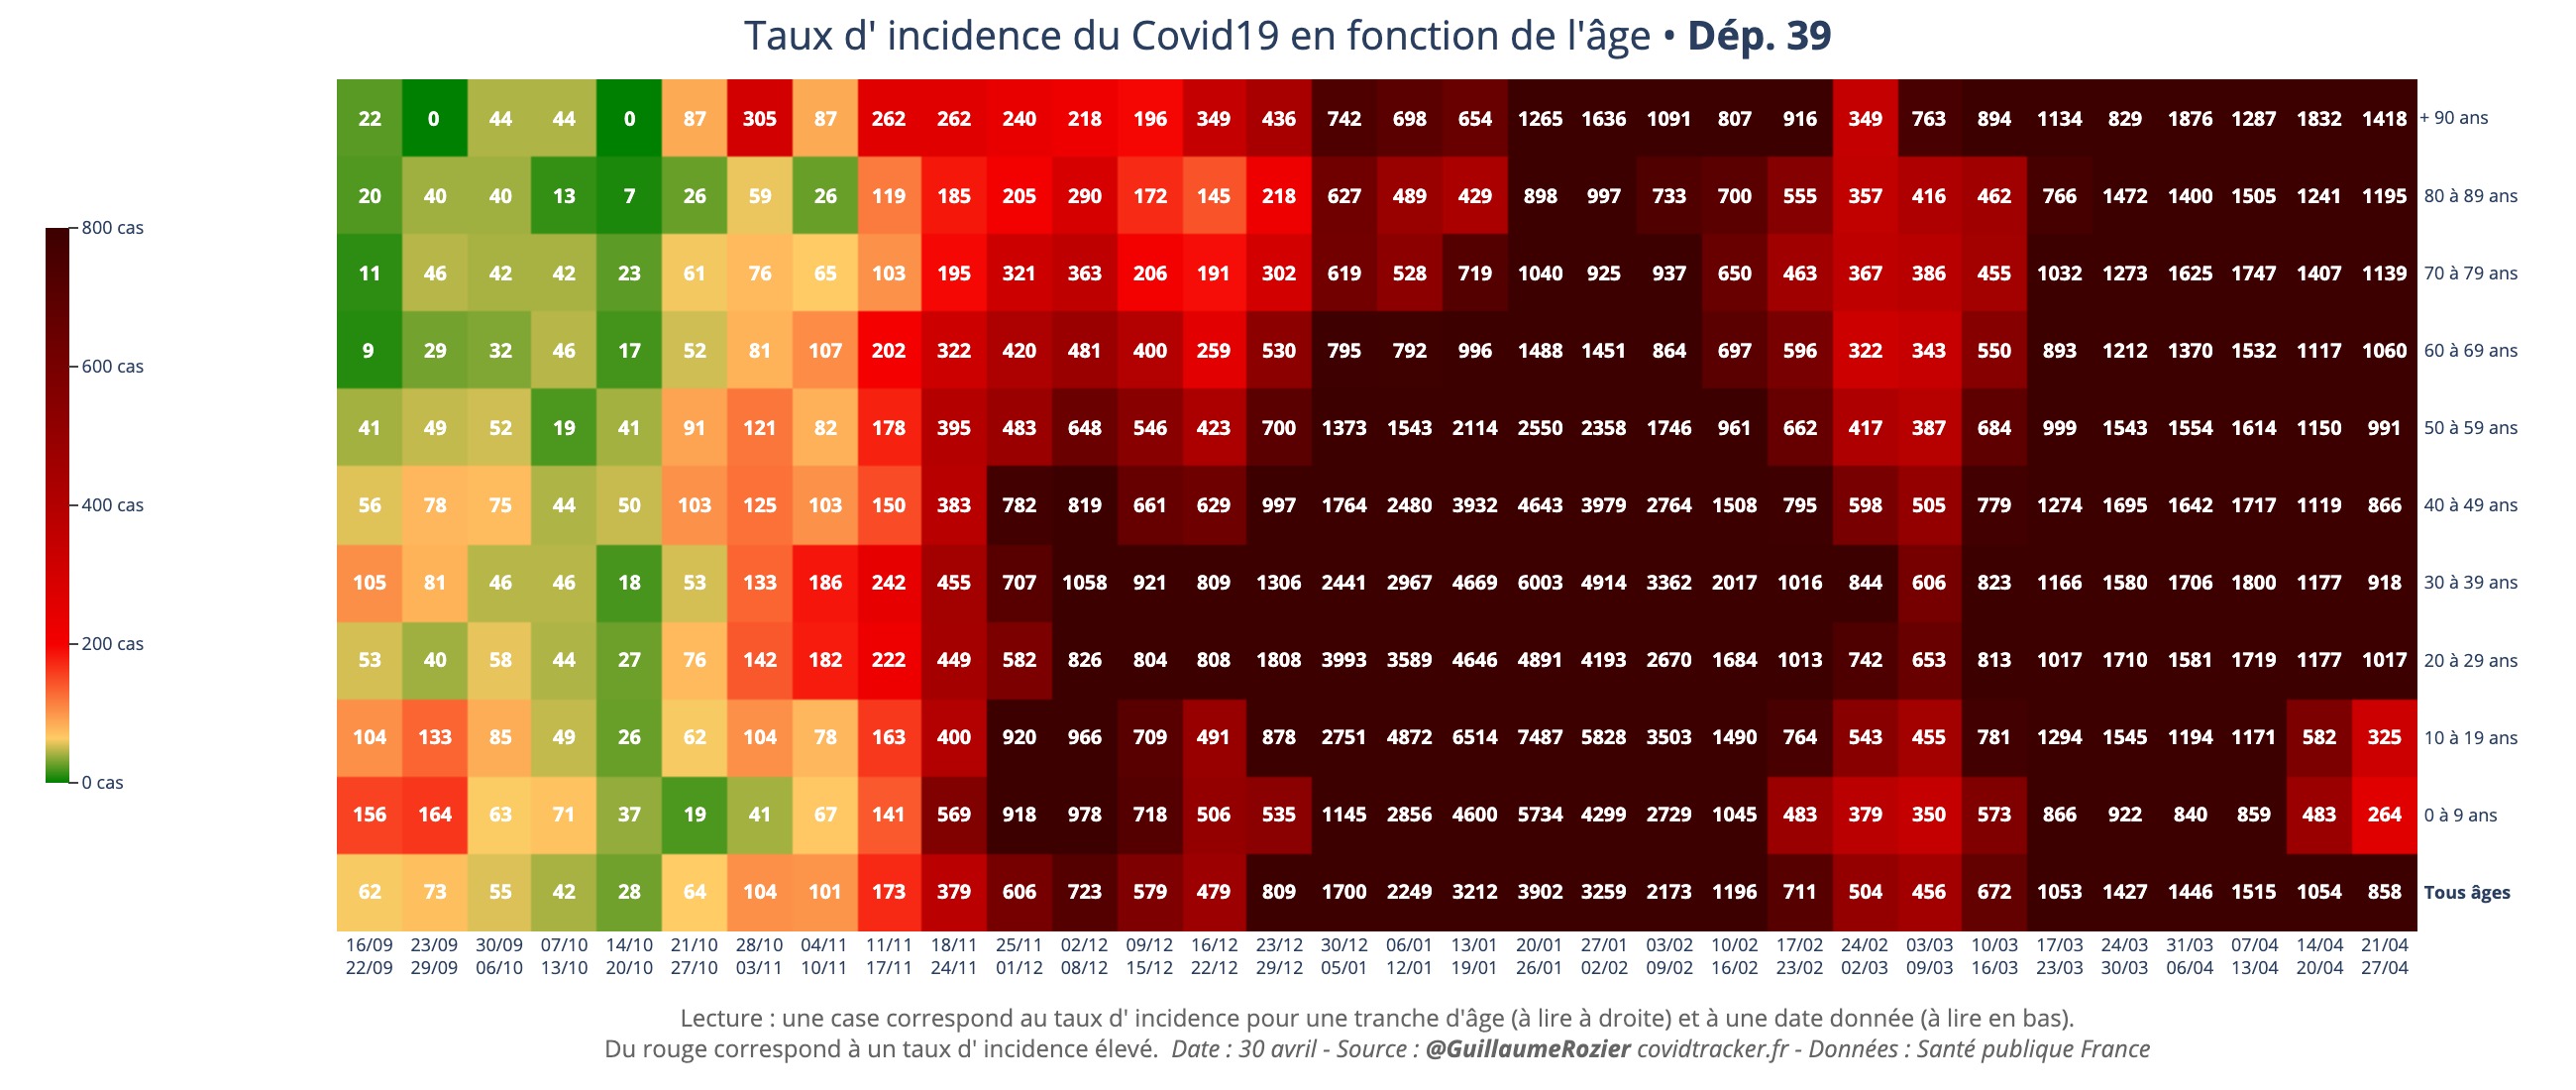 Taux d' incidence du Covid19 en fonction de l'âge • Dép. 39
800 cas
600 cas
400 cas
200 cas
0 cas
22 0 44 44 0 87 305 87 262 262 240 218 196 349 436 742 698 654 1265 1636 1091 807 916 349 763 894 1134 829 1876 1287 1832 1418 + 90 ans
20 40 40 13 7 26 59 26 119 185 205 290 172 145 218 627 489 429 898 997 733 700 555 357 416 462 766 1472 1400 1505 1241 1195 80 à 89 ans
11 46 42 42 23 61 76 65 103 195 321 363 206 191 302 619 528 719 1040 925 937 650 463 367 386 455 1032 1273 1625 1747 1407 1139 70 à 79 ans
9 29 32 46 17 52 81 107 202 322 420 481 400 259 530 795 792 996 1488 1451 864 697 596 322 343 550 893 1212 1370 1532 1117 1060 60 à 69 ans
41 49 52 19 41 91 121 82 178 395 483 648 546 423 700 1373 1543 2114 2550 2358 1746 961 662 417 387 684 999 1543 1554 1614 1150 991 50 à 59 ans
56 78 75 44 50 103 125 103 150 383 782 819 661 629 997 1764 2480 3932 4643 3979 2764 1508 795 598 505 779 1274 1695 1642 1717 1119 866 40 à 49 ans
105 81 46 46 18 53 133 186 242 455 707 1058 921 809 1306 2441 2967 4669 6003 4914 3362 2017 1016 844 606 823 1166 1580 1706 1800 1177 918 30 à 39 ans
53 40 58 44 27 76 142 182 222 449 582 826 804 808 1808 3993 3589 4646 4891 4193 2670 1684 1013 742 653 813 1017 1710 1581 1719 1177 1017 20 à 29 ans
104 133 85 49 26 62 104 78 163 400 920 966 709 491 878 2751 4872 6514 7487 5828 3503 1490 764 543 455 781 1294 1545 1194 1171 582 325 10 à 19 ans
156 164 63 71 37 19 41 67 141 569 918 978 718 506 535 1145 2856 4600 5734 4299 2729 1045 483 379 350 573 866 922 840 859 483 264 0 à 9 ans
62 73 55 42 28 64 104 101 173 379 606 723 579 479 809 1700 2249 3212 3902 3259 2173 1196 711 504 456 672 1053 1427 1446 1515 1054 858 Tous âges
16/09 23/09 30/09 07/10 14/10 21/10 28/10 04/11 11/11 18/11 25/11 02/12 09/12 16/12 23/12 30/12 06/01 13/01 20/01 27/01 03/02 10/02 17/02 24/02 03/03 10/03 17/03 24/03 31/03 07/04 14/04 21/04
22/09 29/09 06/10 13/10 20/10 27/10 03/11 10/11 17/11 24/11 01/12 08/12 15/12 22/12 29/12 05/01 12/01 19/01 26/01 02/02 09/02 16/02 23/02 02/03 09/03 16/03 23/03 30/03 06/04 13/04 20/04 27/04
Lecture : une case correspond au taux d' incidence pour une tranche d'âge (à lire à droite) et à une date donnée (à lire en bas).
Du rouge correspond à un taux d' incidence élevé. Date : 30 avril - Source : @GuillaumeRozier covidtracker.fr - Données : Santé publique France